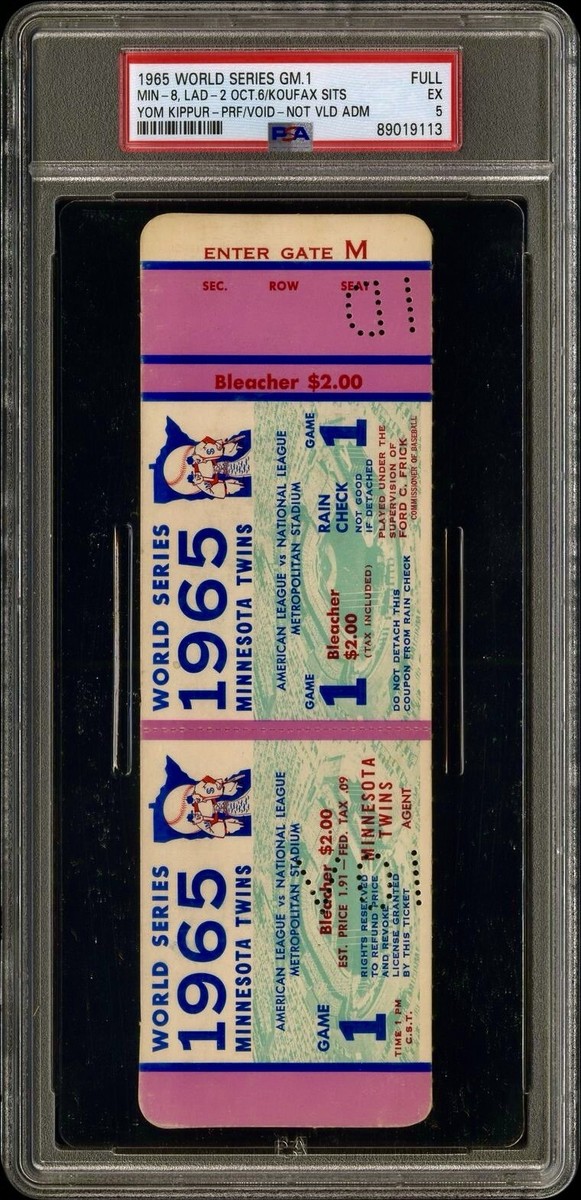 1965 WORLD SERIES GM.1 FULL
MIN-8, LAD-2 OCT.6/KOUFAX SITS EX
YOM KIPPUR-PRF/VOID-NOT VLD ADM 5
PSA 89019113
ENTER GATE M
SEC. ROW SEAT
Bleacher $2.00
WORLD SERIES
1965
MINNESOTA TWINS
AMERICAN LEAGUE vs NATIONAL LEAGUE
METROPOLITAN STADIUM
GAME
1
Bleacher
$2.00
(TAX INCLUDED)
DO NOT DETACH THIS
COUPON FROM RAIN CHECK
GAME
1
RAIN
CHECK
NOT GOOD
IF DETACHED
PLAYED UNDER THE
SUPERVISION OF
FORD C. FRICK
COMMISSIONER OF BASEBALL
WORLD SERIES
1965
MINNESOTA TWINS
AMERICAN LEAGUE vs NATIONAL LEAGUE
METROPOLITAN STADIUM
GAME
1
TIME 1 PM
C.S.T.
Bleacher $2.00
EST. PRICE 1.91—FED. TAX .09
RIGHTS RESERVED
TO REFUND PRICE
AND REVOKE
LICENSE GRANTED
BY THIS TICKET
MINNESOTA
TWINS
AGENT
PSA